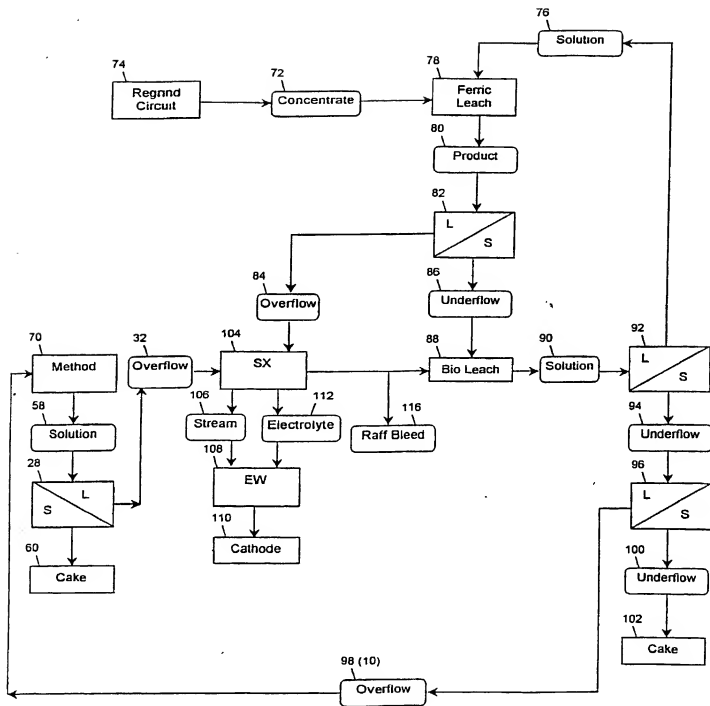 76
Solution
74
Regrind
Circuit
72
Concentrate
78
Ferric
Leach
80
Product
82
L
S
84
Overflow
86
Underflow
70
Method
32
Overflow
104
SX
88
Bio Leach
90
Solution
92
L
S
58
Solution
106
Stream
112
Electrolyte
116
Raff Bleed
94
Underflow
28
S
L
108
EW
96
L
S
60
Cake
110
Cathode
100
Underflow
102
Cake
98 (10)
Overflow